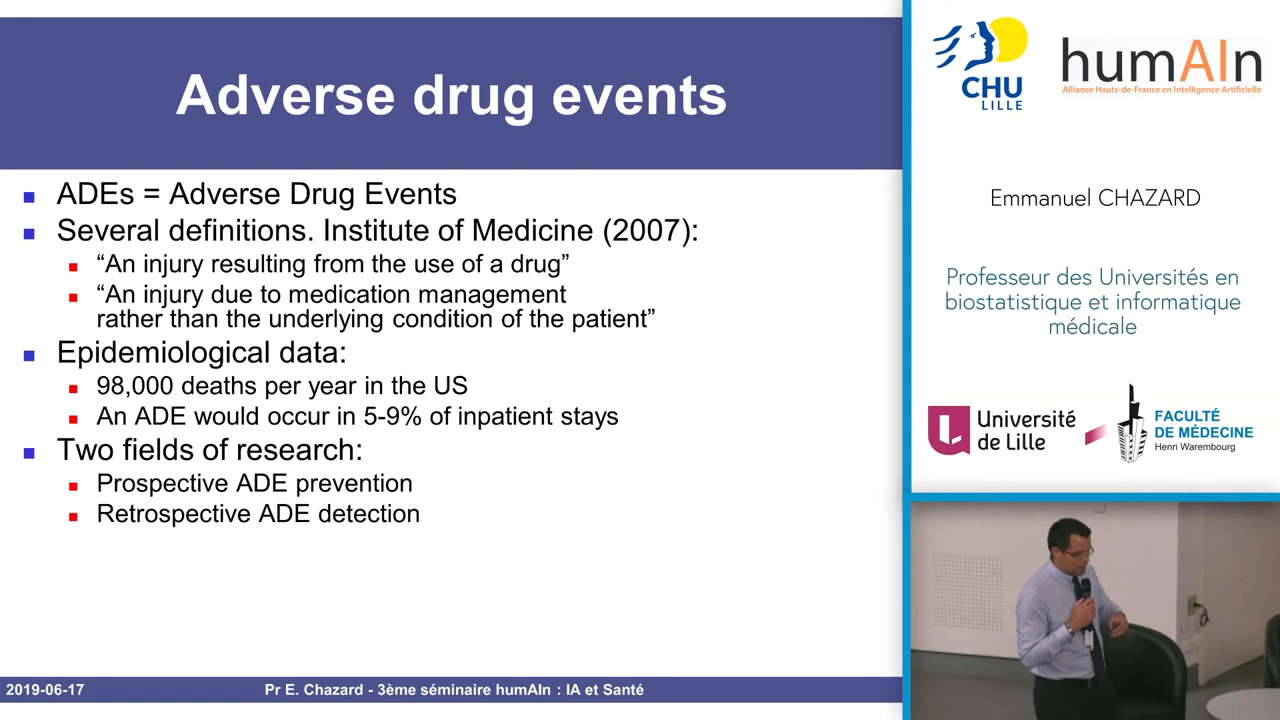 Adverse drug events
ADEs = Adverse Drug Events
Several definitions. Institute of Medicine (2007):
“An injury resulting from the use of a drug”
“An injury due to medication management
rather than the underlying condition of the patient”
Epidemiological data:
98,000 deaths per year in the US
An ADE would occur in 5-9% of inpatient stays
Two fields of research:
Prospective ADE prevention
Retrospective ADE detection
2019-06-17
Pr E. Chazard - 3ème séminaire humAIn : IA et Santé
CHU
LILLE
humAIn
Alliance Hauts-de-France en Intelligence Artificielle
Emmanuel CHAZARD
Professeur des Universités en
biostatistique et informatique
médicale
Université
de Lille
FACULTÉ
DE MÉDECINE
Henri Warembourg